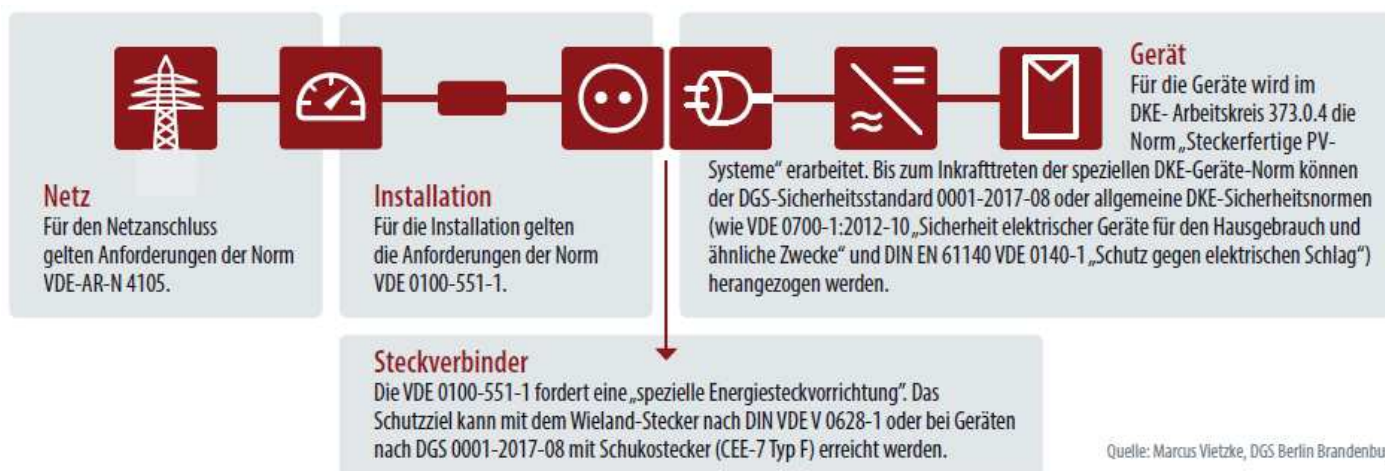 Netz
Für den Netzanschluss
gelten Anforderungen der Norm
VDE-AR-N 4105.
Installation
Für die Installation gelten
die Anforderungen der Norm
VDE 0100-551-1.
Gerät
Für die Geräte wird im
DKE- Arbeitskreis 373.0.4 die
Norm „Steckerfertige PV-
Systeme“ erarbeitet. Bis zum Inkrafttreten der speziellen DKE-Geräte-Norm können
der DGS-Sicherheitsstandard 0001-2017-08 oder allgemeine DKE-Sicherheitsnormen
(wie VDE 0700-1:2012-10 „Sicherheit elektrischer Geräte für den Hausgebrauch und
ähnliche Zwecke“ und DIN EN 61140 VDE 0140-1 „Schutz gegen elektrischen Schlag“)
herangezogen werden.
Steckverbinder
Die VDE 0100-551-1 fordert eine „spezielle Energiesteckvorrichtung“. Das
Schutzziel kann mit dem Wieland-Stecker nach DIN VDE V 0628-1 oder bei Geräten
nach DGS 0001-2017-08 mit Schukostecker (CEE-7 Typ F) erreicht werden.
Quelle: Marcus Vietzke, DGS Berlin Brandenbu